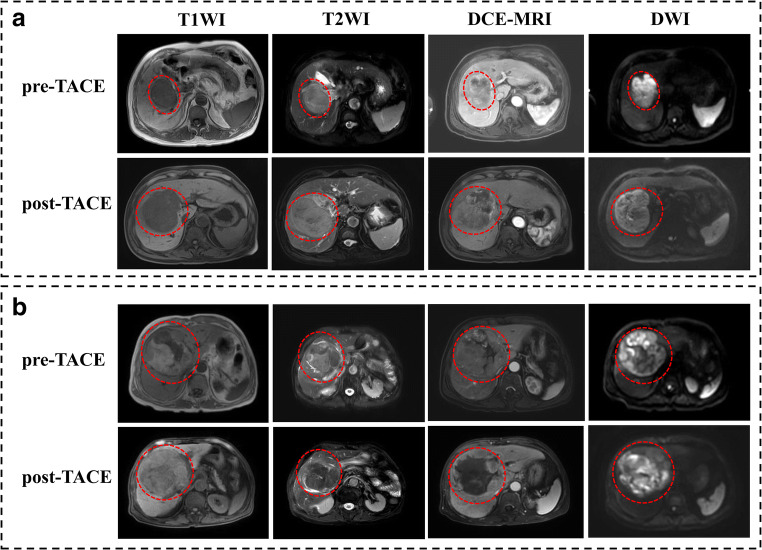 a
T1WI T2WI DCE-MRI DWI
pre-TACE
post-TACE
b
pre-TACE
post-TACE